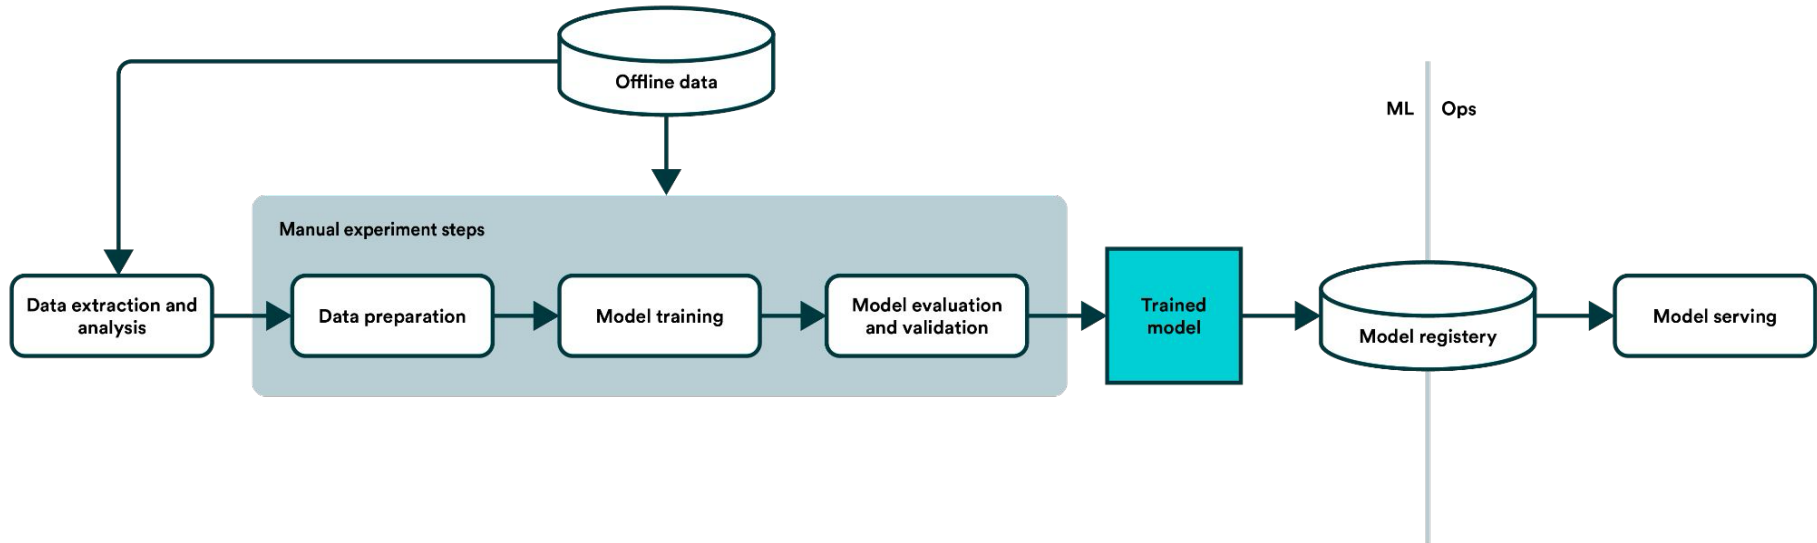 Offline data
ML
Ops
Manual experiment steps
Data extraction and
analysis
Data preparation
Model training
Model evaluation
and validation
Trained
model
Model registery
Model serving